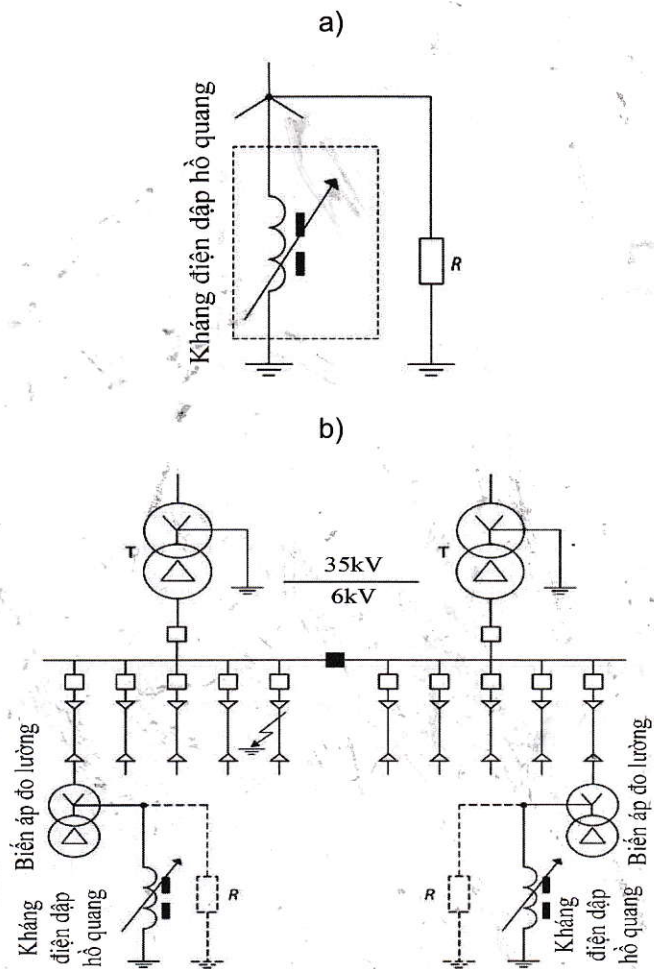 a)
Kháng điện dập hồ quang
R
b)
T
35kV
6kV
T
Biến áp đo lường
Kháng
điện dập
hồ quang
R
R
Kháng
điện dập
hồ quang
Biến áp đo lường